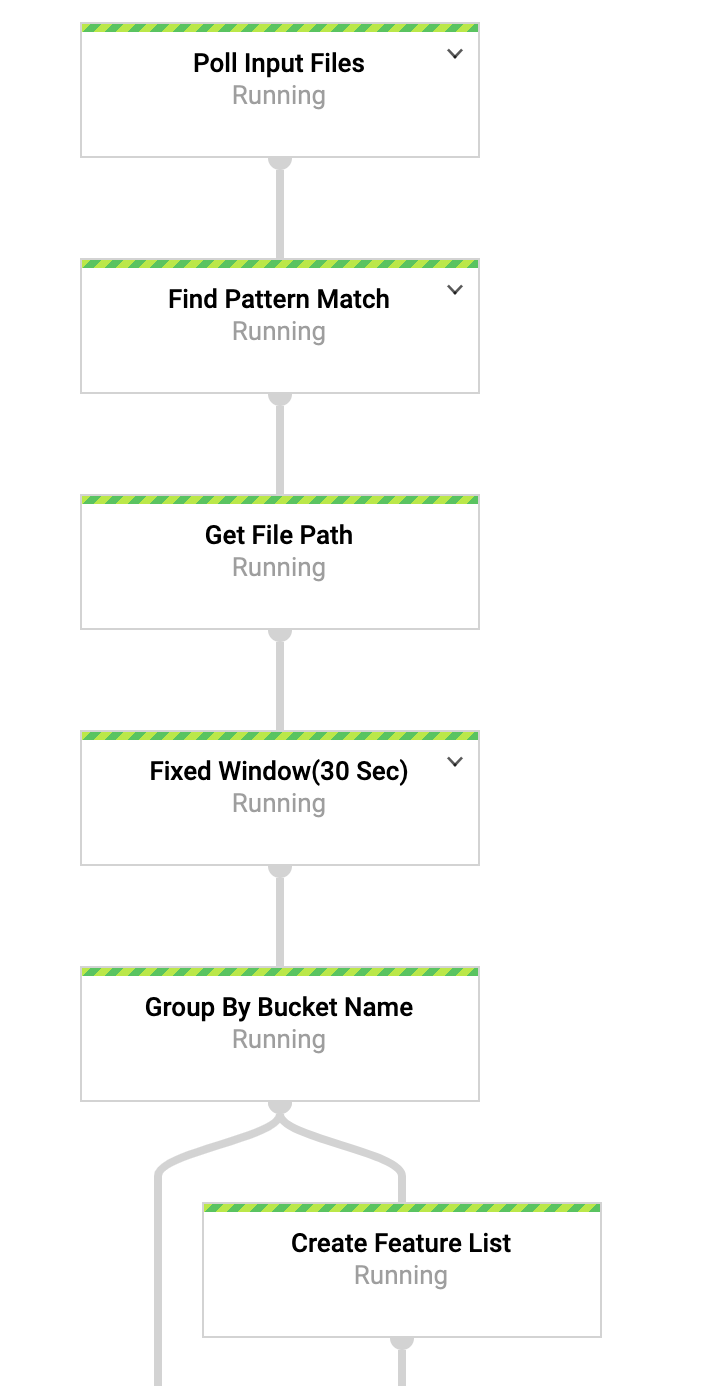 Poll Input Files
Running
Find Pattern Match
Running
Get File Path
Running
Fixed Window(30 Sec)
Running
Group By Bucket Name
Running
Create Feature List
Running